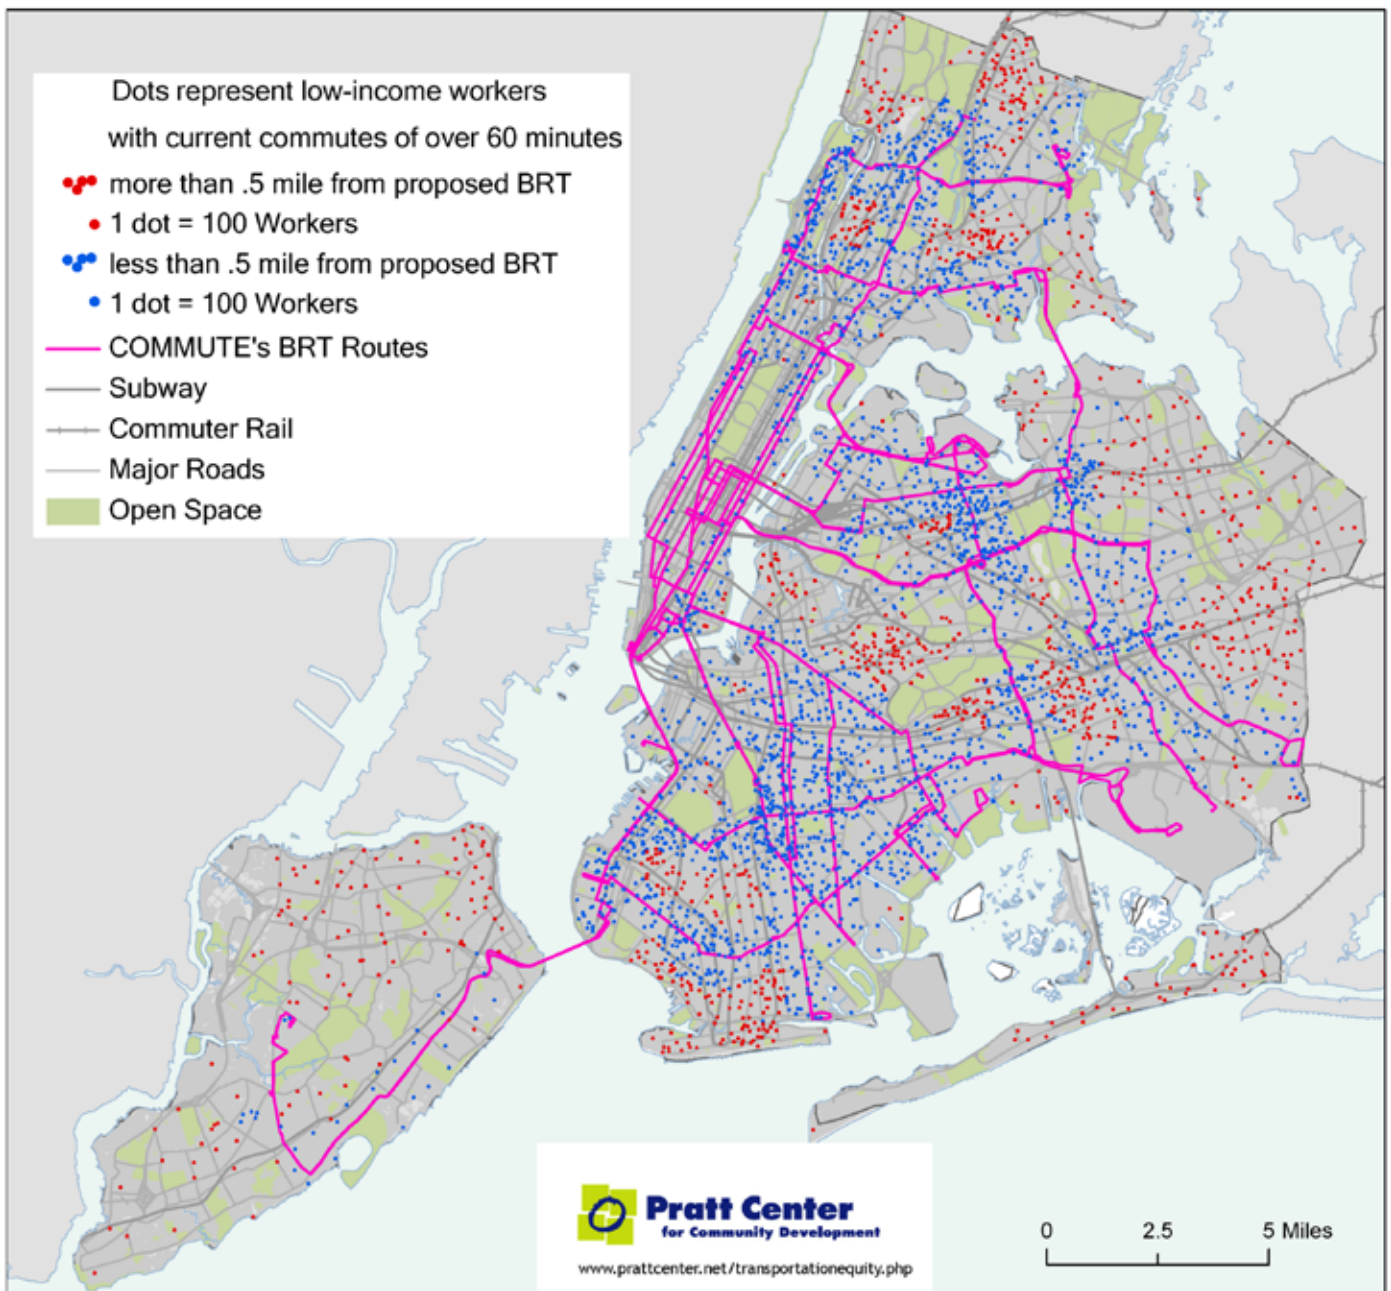 Dots represent low-income workers
with current commutes of over 60 minutes
more than .5 mile from proposed BRT
1 dot = 100 Workers
less than .5 mile from proposed BRT
1 dot = 100 Workers
COMMUTE's BRT Routes
Subway
Commuter Rail
Major Roads
Open Space
Pratt Center
for Community Development
www.prattcenter.net/transportationequity.php
0 2.5 5 Miles